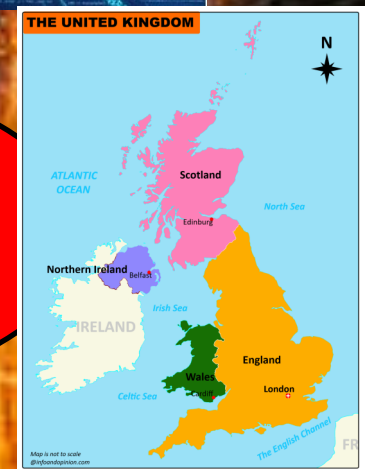 THE UNITED KINGDOM
N
ATLANTIC
OCEAN
Scotland
North Sea
Edinburg
Northern Ireland
Belfast
Irish Sea
IRELAND
England
Wales
London
Cardiff
Celtic Sea
The English Channel
FR
Map is not to scale
@infoandopinion.com